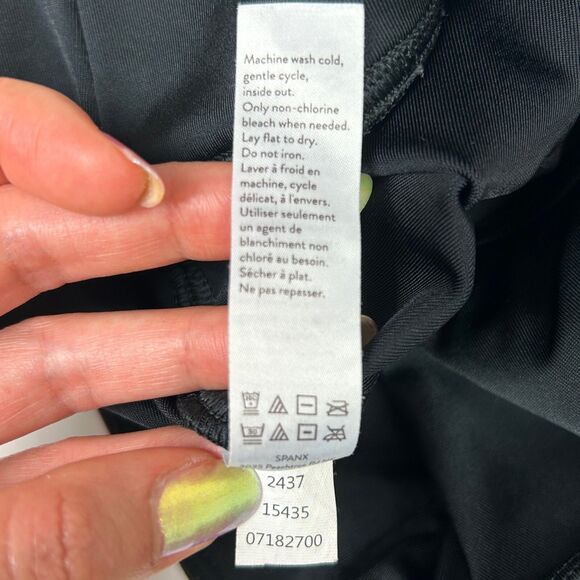 Machine wash cold,
gentle cycle,
inside out.
Only non-chlorine
bleach when needed.
Lay flat to dry.
Do not iron.
Laver à froid en
machine, cycle
délicat, à l'envers.
Utiliser seulement
un agent de
blanchiment non
chloré au besoin.
Sécher à plat.
Ne pas repasser.
SPANX
Peachtree
2437
15435
07182700